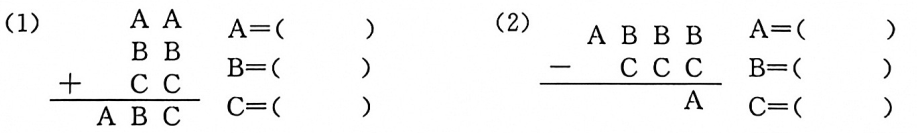 (1) A A A=( )
B B B=( )
+ C C C=( )
A B C
(2) A B B B A=( )
− C C C B=( )
A C=( )